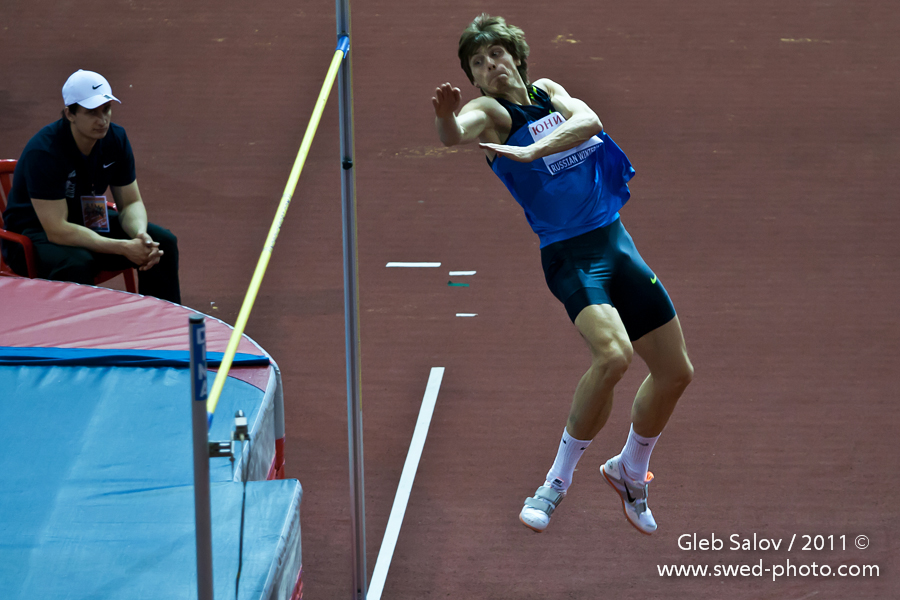 ЮНИ
RUSSIAN WINTER
Gleb Salov / 2011 ©
www.swed-photo.com